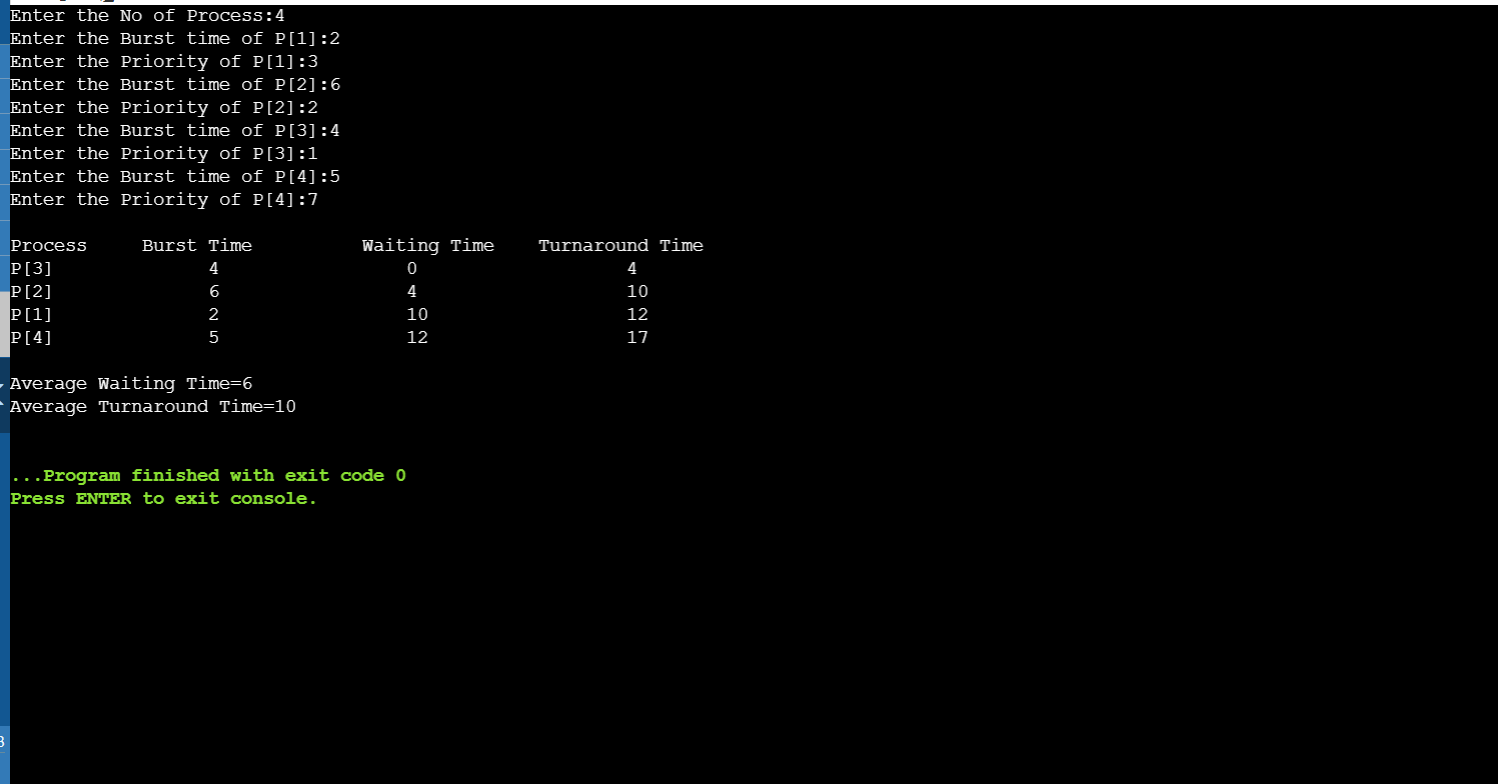 Enter the No of Process:4
Enter the Burst time of P[1]:2
Enter the Priority of P[1]:3
Enter the Burst time of P[2]:6
Enter the Priority of P[2]:2
Enter the Burst time of P[3]:4
Enter the Priority of P[3]:1
Enter the Burst time of P[4]:5
Enter the Priority of P[4]:7
Process Burst Time Waiting Time Turnaround Time
P[3] 4 0 4
P[2] 6 4 10
P[1] 2 10 12
P[4] 5 12 17
Average Waiting Time=6
Average Turnaround Time=10
...Program finished with exit code 0
Press ENTER to exit console.